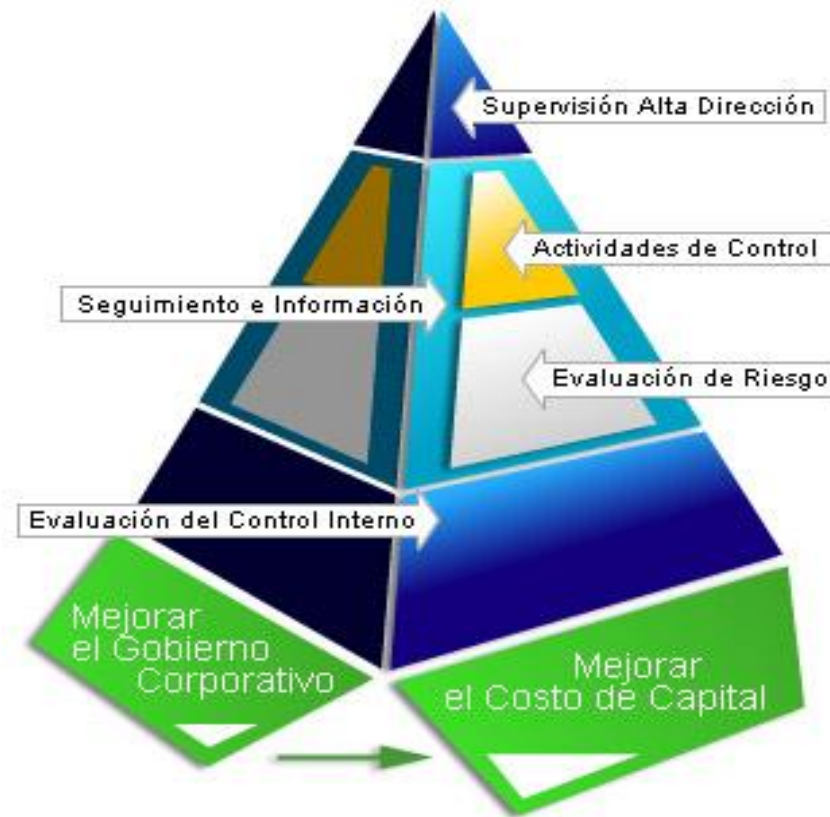 Supervisión Alta Dirección
Actividades de Control
Seguimiento e Información
Evaluación de Riesgo
Evaluación del Control Interno
Mejorar
el Gobierno
Corporativo
Mejorar
el Costo de Capital